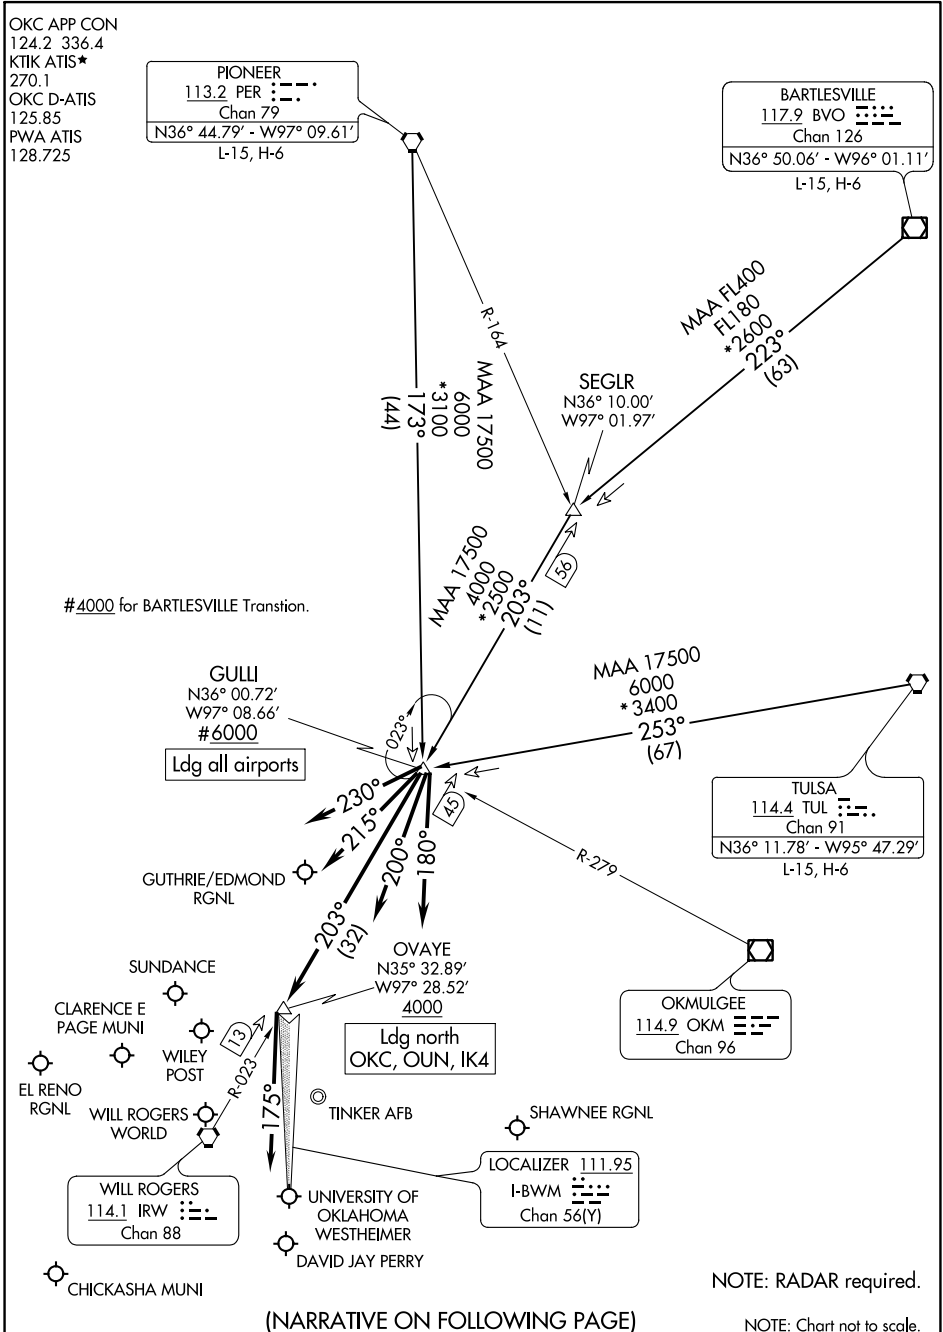 OKC APP CON
124.2 336.4
KTIK ATIS★
270.1
OKC D-ATIS
125.85
PWA ATIS
128.725
PIONEER
113.2 PER
Chan 79
N36° 44.79' - W97° 09.61'
L-15, H-6
BARTLESVILLE
117.9 BVO
Chan 126
N36° 50.06' - W96° 01.11'
L-15, H-6
R-164
MAA FL400
FL180
*2600
223°
(63)
MAA 17500
6000
*3100
173°
(44)
SEGLR
N36° 10.00'
W97° 01.97'
56
MAA 17500
4000
*2500
203°
(11)
#4000 for BARTLESVILLE Transtion.
GULLI
N36° 00.72'
W97° 08.66'
#6000
Ldg all airports
023°
MAA 17500
6000
*3400
253°
(67)
45
TULSA
114.4 TUL
Chan 91
N36° 11.78' - W95° 47.29'
L-15, H-6
230°
215°
200°
180°
R-279
GUTHRIE/EDMOND
RGNL
203°
(32)
OVAYE
N35° 32.89'
W97° 28.52'
4000
Ldg north
OKC, OUN, IK4
OKMULGEE
114.9 OKM
Chan 96
SUNDANCE
CLARENCE E
PAGE MUNI
WILEY
POST
EL RENO
RGNL
13
R-023
WILL ROGERS
WORLD
175°
TINKER AFB
SHAWNEE RGNL
WILL ROGERS
114.1 IRW
Chan 88
LOCALIZER 111.95
I-BWM
Chan 56(Y)
UNIVERSITY OF
OKLAHOMA
WESTHEIMER
DAVID JAY PERRY
CHICKASHA MUNI
NOTE: RADAR required.
(NARRATIVE ON FOLLOWING PAGE)
NOTE: Chart not to scale.